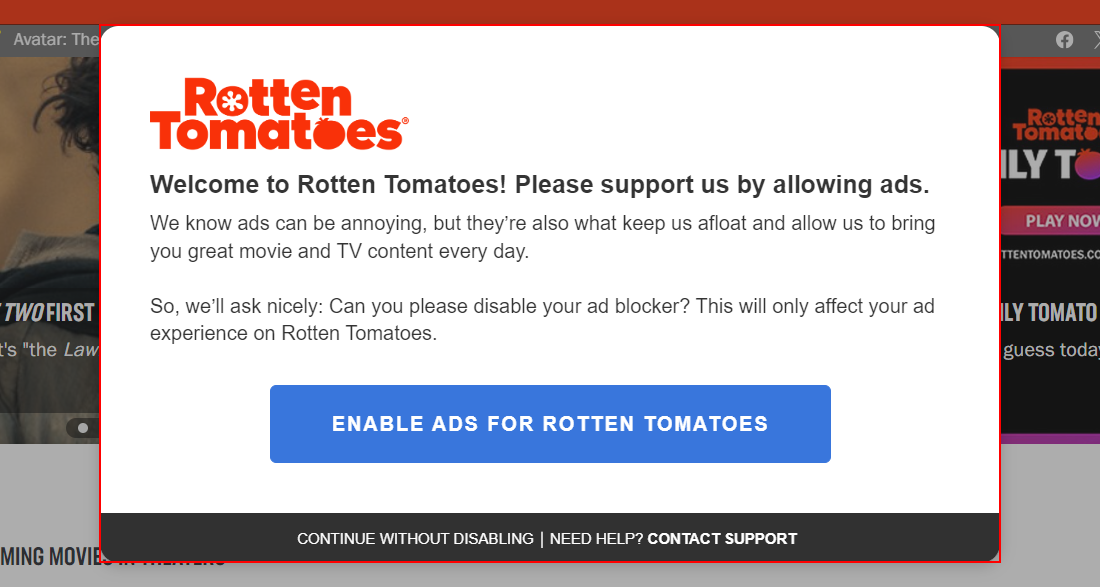 Avatar: The
Rotten
Tomatoes®
Welcome to Rotten Tomatoes! Please support us by allowing ads.
We know ads can be annoying, but they’re also what keep us afloat and allow us to bring
you great movie and TV content every day.
So, we’ll ask nicely: Can you please disable your ad blocker? This will only affect your ad
experience on Rotten Tomatoes.
ENABLE ADS FOR ROTTEN TOMATOES
CONTINUE WITHOUT DISABLING | NEED HELP? CONTACT SUPPORT
TWO FIRST
t's "the Law
Rotten
Tomato
ILY TO
PLAY NOW
TTENTOMATOES.CO
ILY TOMATO
guess today
MING MOVIES IN THEATERS